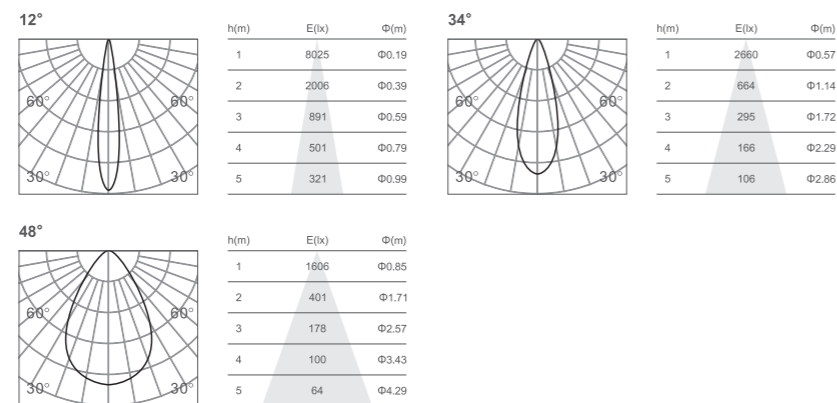 12°
60° 60°
30° 30°
h(m) E(lx) Φ(m)
1 8025 Φ0.19
2 2006 Φ0.39
3 891 Φ0.59
4 501 Φ0.79
5 321 Φ0.99
34°
60° 60°
30° 30°
h(m) E(lx) Φ(m)
1 2660 Φ0.57
2 664 Φ1.14
3 295 Φ1.72
4 166 Φ2.29
5 106 Φ2.86
48°
60° 60°
30° 30°
h(m) E(lx) Φ(m)
1 1606 Φ0.85
2 401 Φ1.71
3 178 Φ2.57
4 100 Φ3.43
5 64 Φ4.29